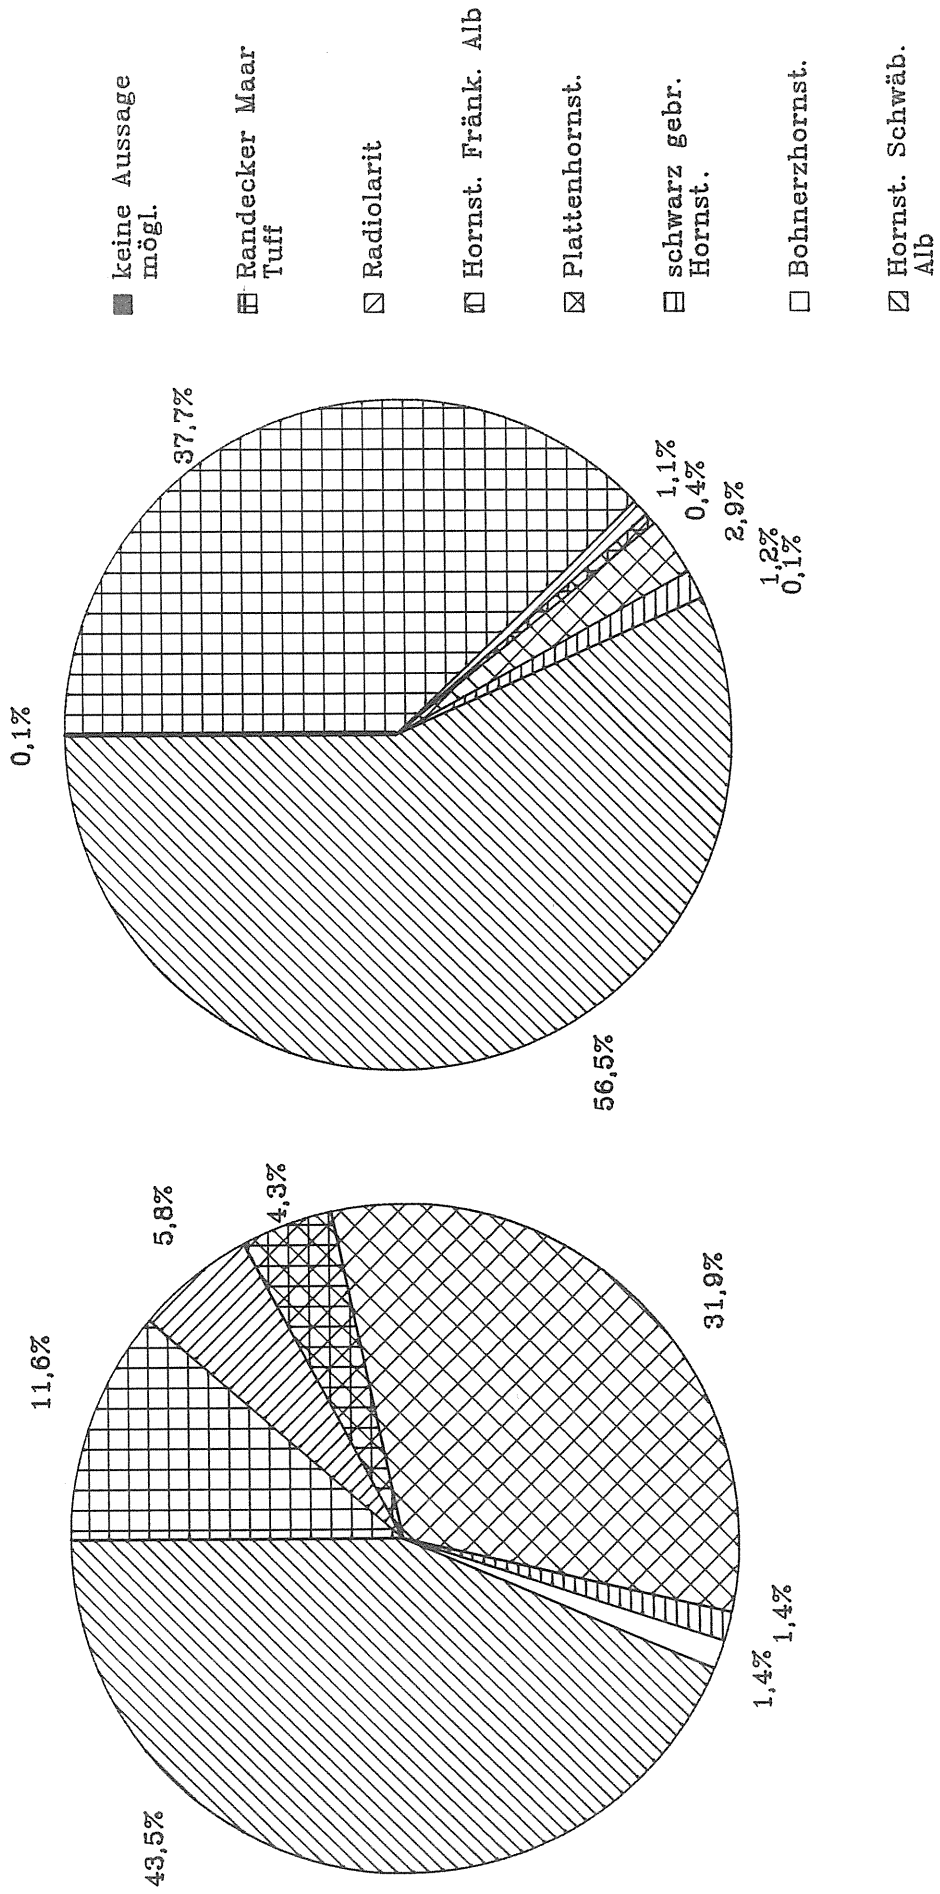 43,5%
11,6%
5,8%
4,3%
31,9%
1,4%
1,4%
56,5%
0,1%
37,7%
1,1%
0,4%
2,9%
1,2%
0,1%
keine Aussage
mögl.
Randecker Maar
Tuff
Radiolarit
Hornst. Fränk. Alb
Plattenhornst.
schwarz gebr.
Hornst.
Bohnerzhornst.
Hornst. Schwäb.
Alb